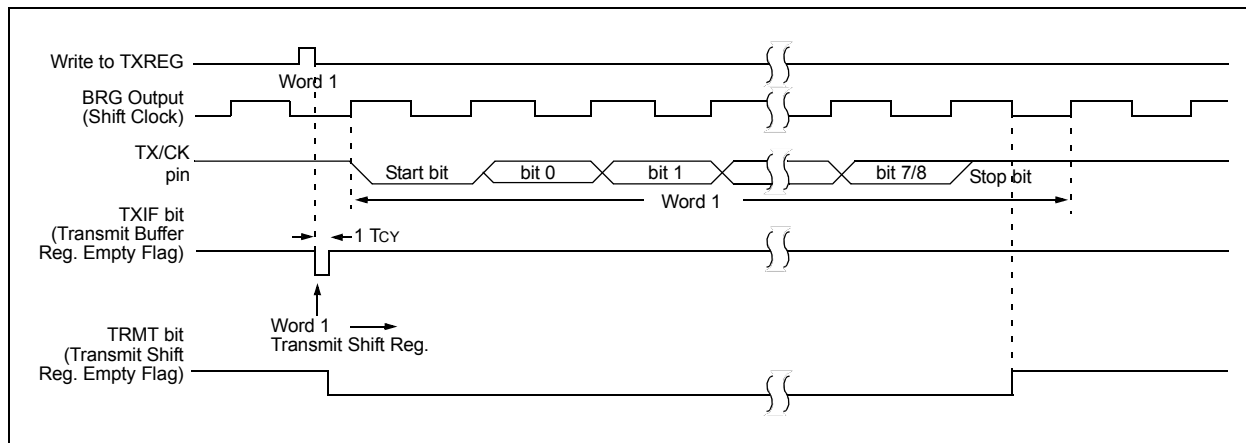 Write to TXREG
Word 1
BRG Output
(Shift Clock)
TX/CK
pin
Start bit
bit 0
bit 1
bit 7/8
Stop bit
Word 1
TXIF bit
(Transmit Buffer
Reg. Empty Flag)
1 TCY
Word 1
Transmit Shift Reg.
TRMT bit
(Transmit Shift
Reg. Empty Flag)